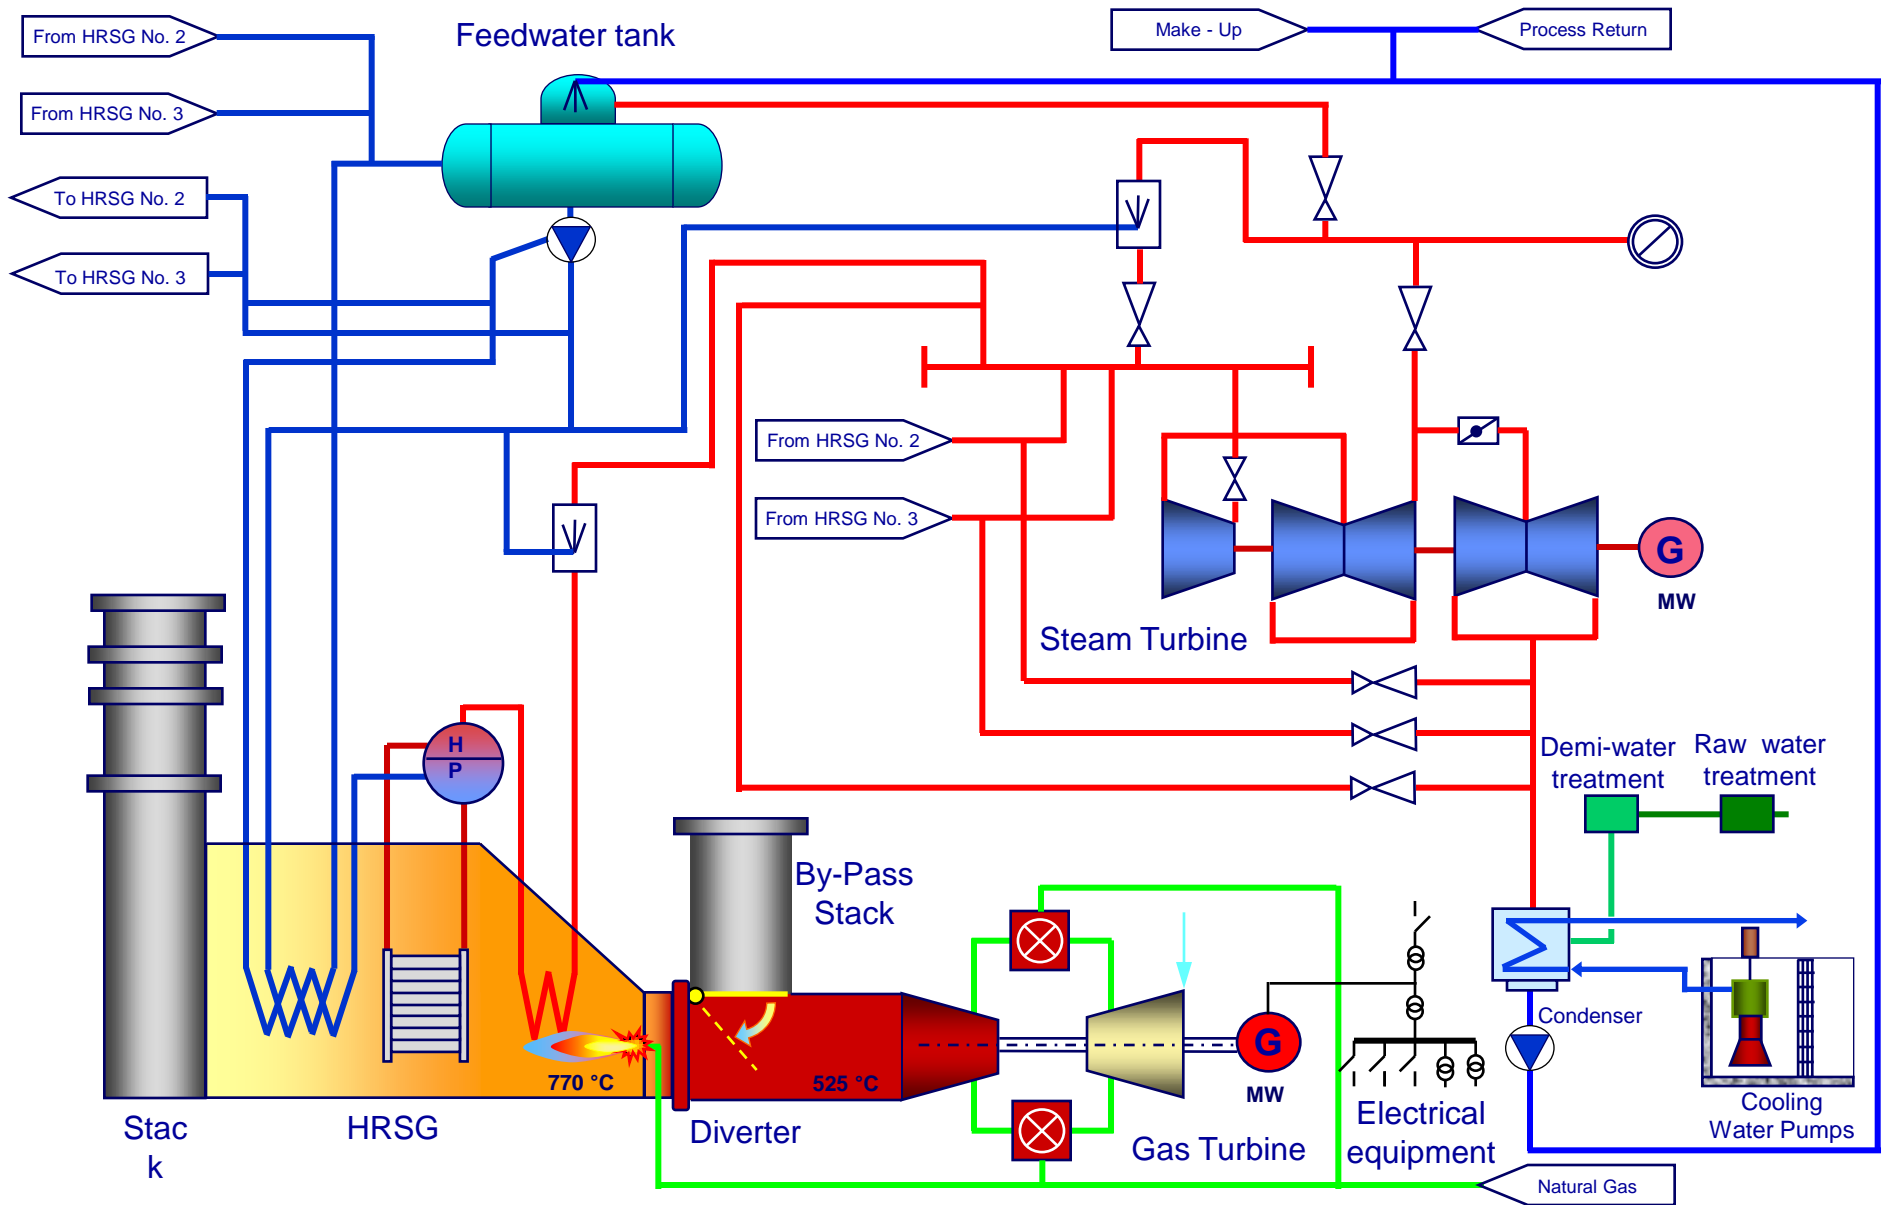 From HRSG No. 2
Feedwater tank
Make - Up
Process Return
From HRSG No. 3
To HRSG No. 2
To HRSG No. 3
From HRSG No. 2
From HRSG No. 3
G
MW
Steam Turbine
H
P
Demi-water
treatment
Raw water
treatment
By-Pass
Stack
Condenser
770 °C
525 °C
G
MW
Stac
k
HRSG
Diverter
Gas Turbine
Electrical
equipment
Cooling
Water Pumps
Natural Gas